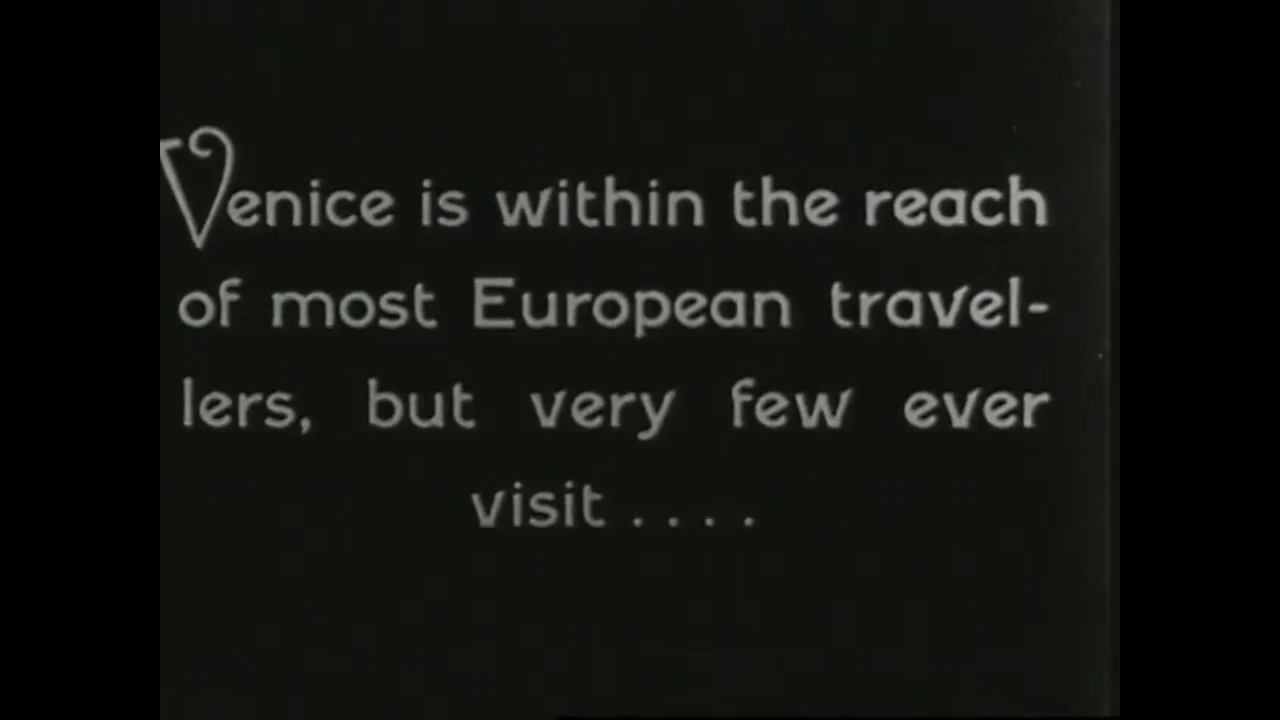 Venice is within the reach
of most European travel-
lers, but very few ever
visit . . . .